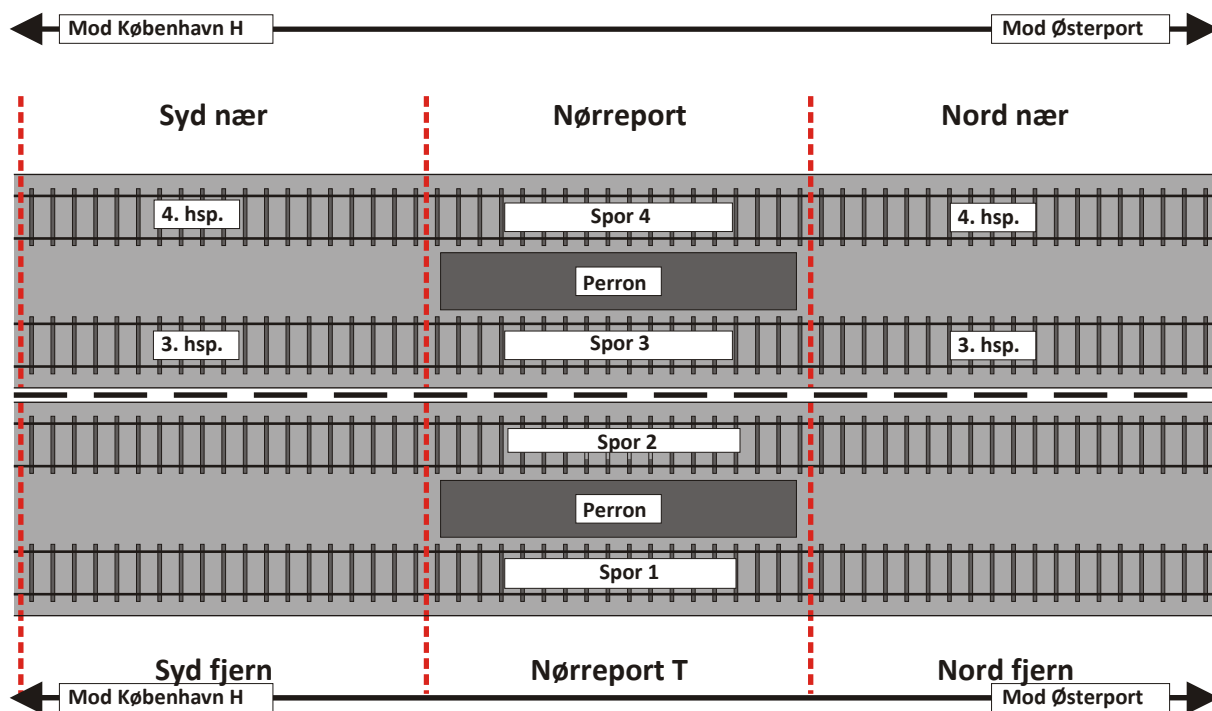 Mod København H
Mod Østerport
Syd nær
Nørreport
Nord nær
4. hsp.
Spor 4
4. hsp.
Perron
3. hsp.
Spor 3
3. hsp.
Spor 2
Perron
Spor 1
Syd fjern
Nørreport T
Nord fjern
Mod København H
Mod Østerport